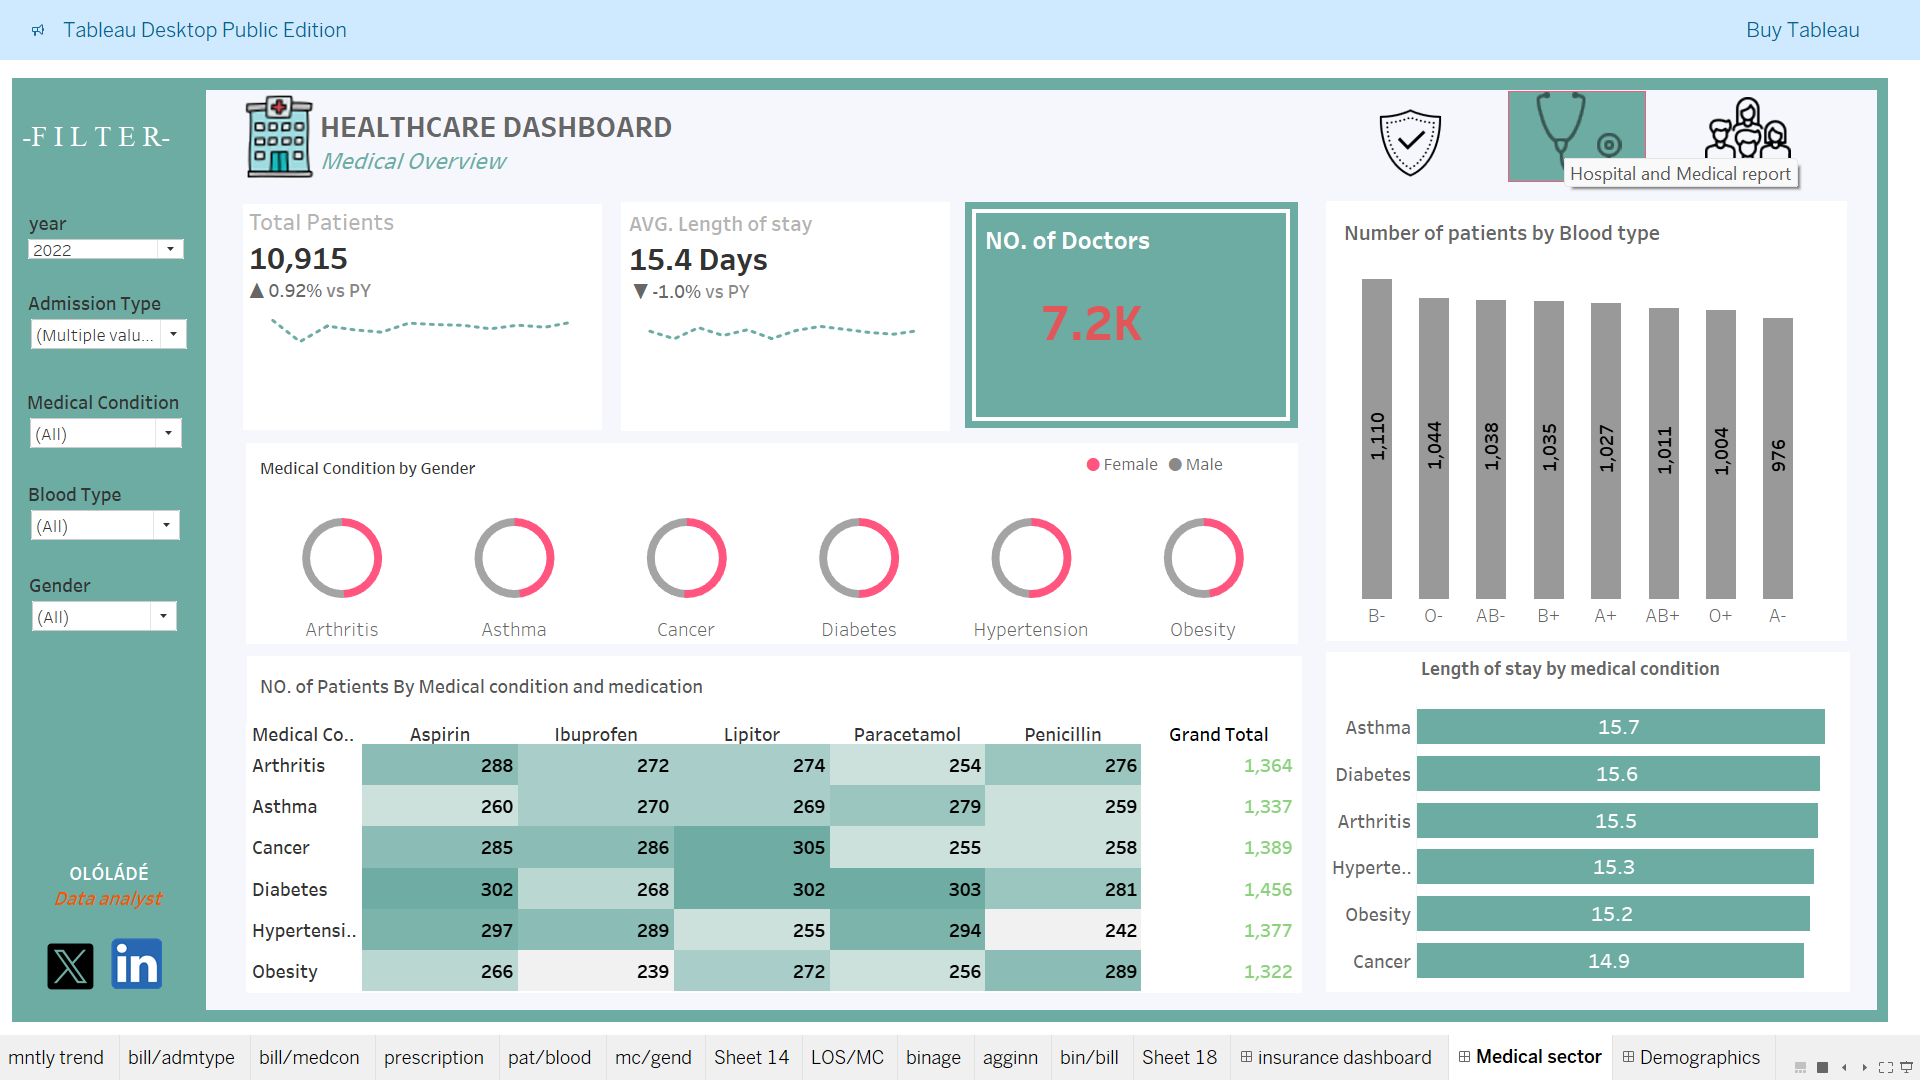 Tableau Desktop Public Edition
Buy Tableau
-FILTER-
year
2022
Admission Type
(Multiple valu...
Medical Condition
(All)
Blood Type
(All)
Gender
(All)
OLÓLÁDÉ
Data analyst
X
in
HEALTHCARE DASHBOARD
Medical Overview
Hospital and Medical report
Total Patients
10,915
▲ 0.92% vs PY
AVG. Length of stay
15.4 Days
▼ -1.0% vs PY
NO. of Doctors
7.2K
Medical Condition by Gender
Female Male
Arthritis Asthma Cancer Diabetes Hypertension Obesity
NO. of Patients By Medical condition and medication
Medical Co.. Aspirin Ibuprofen Lipitor Paracetamol Penicillin Grand Total
Arthritis 288 272 274 254 276 1,364
Asthma 260 270 269 279 259 1,337
Cancer 285 286 305 255 258 1,389
Diabetes 302 268 302 303 281 1,456
Hypertensi.. 297 289 255 294 242 1,377
Obesity 266 239 272 256 289 1,322
Number of patients by Blood type
1,110 1,044 1,038 1,035 1,027 1,011 1,004 976
B- O- AB- B+ A+ AB+ O+ A-
Length of stay by medical condition
Asthma 15.7
Diabetes 15.6
Arthritis 15.5
Hyperte.. 15.3
Obesity 15.2
Cancer 14.9
mntly trend bill/admtype bill/medcon prescription pat/blood mc/gend Sheet 14 LOS/MC binage agginn bin/bill Sheet 18 insurance dashboard Medical sector Demographics